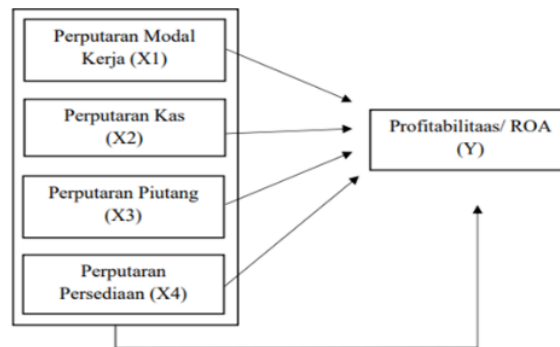 Perputaran Modal
Kerja (X1)
Perputaran Kas
(X2)
Perputaran Piutang
(X3)
Perputaran
Persediaan (X4)
Profitabilitaas/ ROA
(Y)